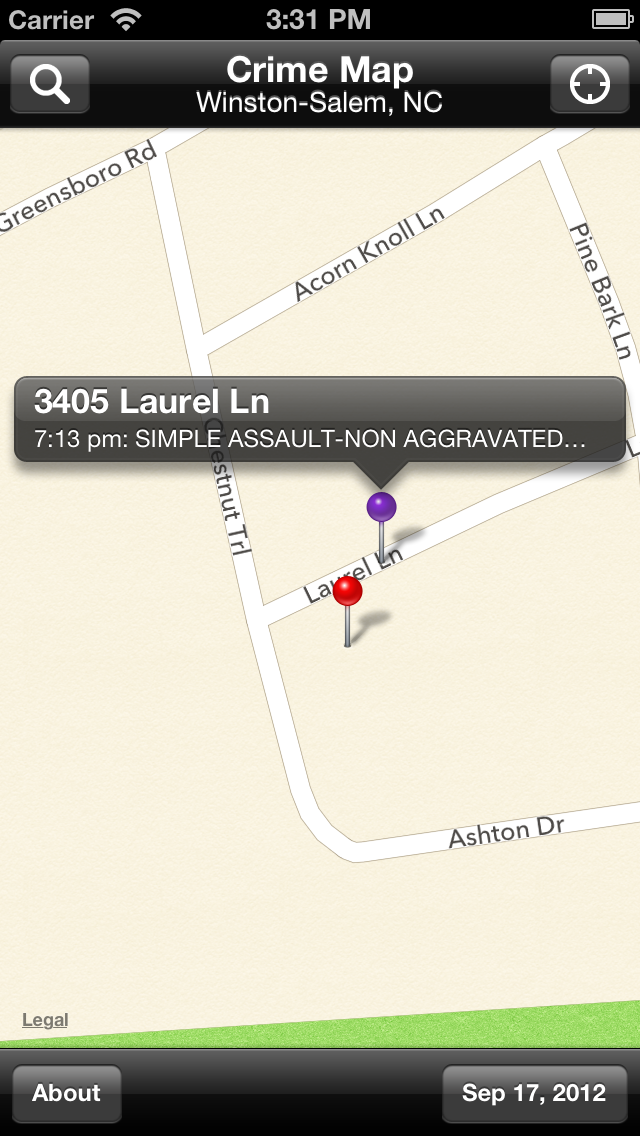 Carrier 3:31 PM
Crime Map
Winston-Salem, NC
Greensboro Rd
Acorn Knoll Ln
Pine Bark Ln
3405 Laurel Ln
7:13 pm: SIMPLE ASSAULT-NON AGGRAVATED...
Chestnut Trl
Laurel Ln
Ashton Dr
Legal
About
Sep 17, 2012